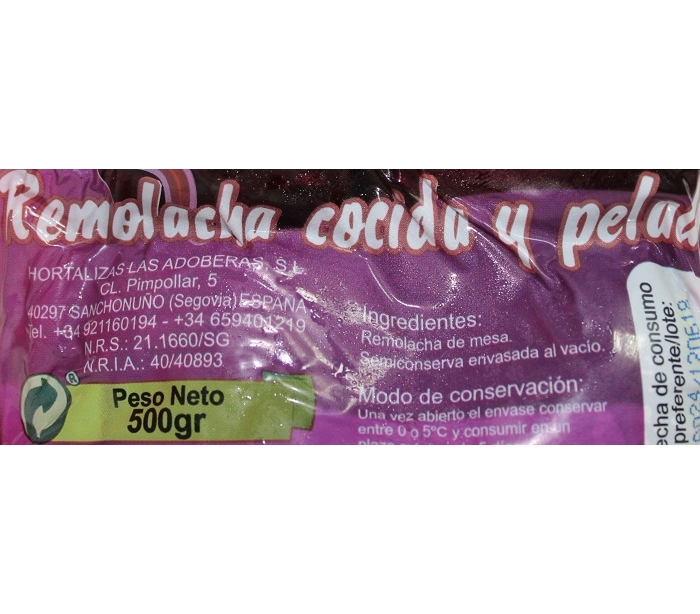 Remolacha cocida y pelad
HORTALIZAS LAS ADOBERAS, S.L.
CL. Pimpollar, 5
40297 SANCHONUÑO (Segovia) ESPAÑA
Tel. +34 921160194 - +34 659401219
N.R.S.: 21.1660/SG
N.R.I.A.: 40/40893
Peso Neto
500gr
Ingredientes:
Remolacha de mesa.
Semiconserva envasada al vacío.
Modo de conservación:
Una vez abierto el envase conservar
entre 0 o 5ºC y consumir en un
echa de consumo
preferente/lote: